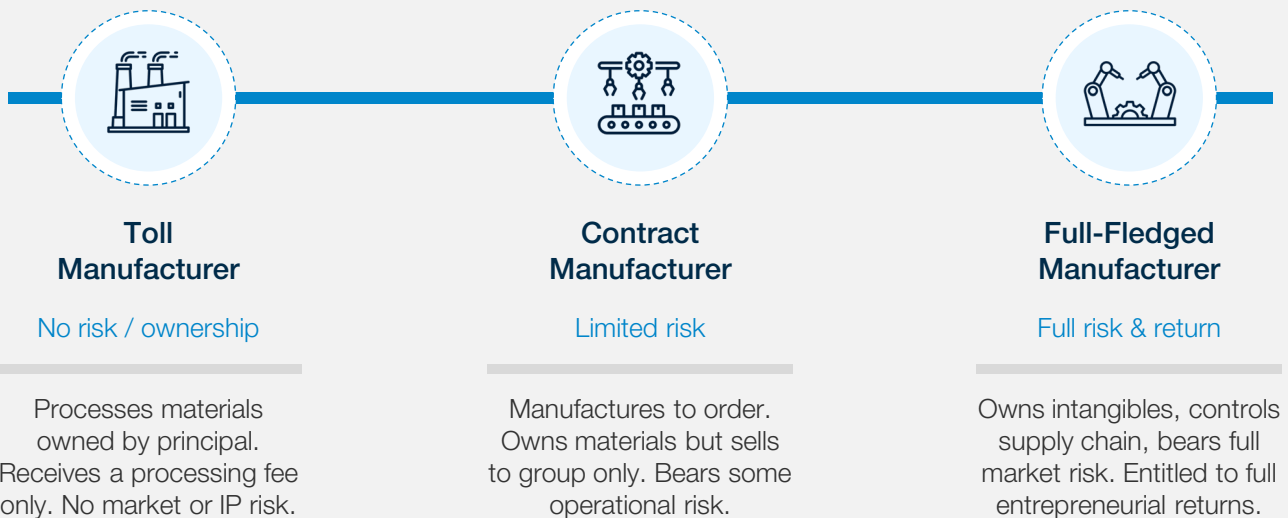 Toll
Manufacturer
No risk / ownership
Processes materials
owned by principal.
Receives a processing fee
only. No market or IP risk.
Contract
Manufacturer
Limited risk
Manufactures to order.
Owns materials but sells
to group only. Bears some
operational risk.
Full-Fledged
Manufacturer
Full risk & return
Owns intangibles, controls
supply chain, bears full
market risk. Entitled to full
entrepreneurial returns.